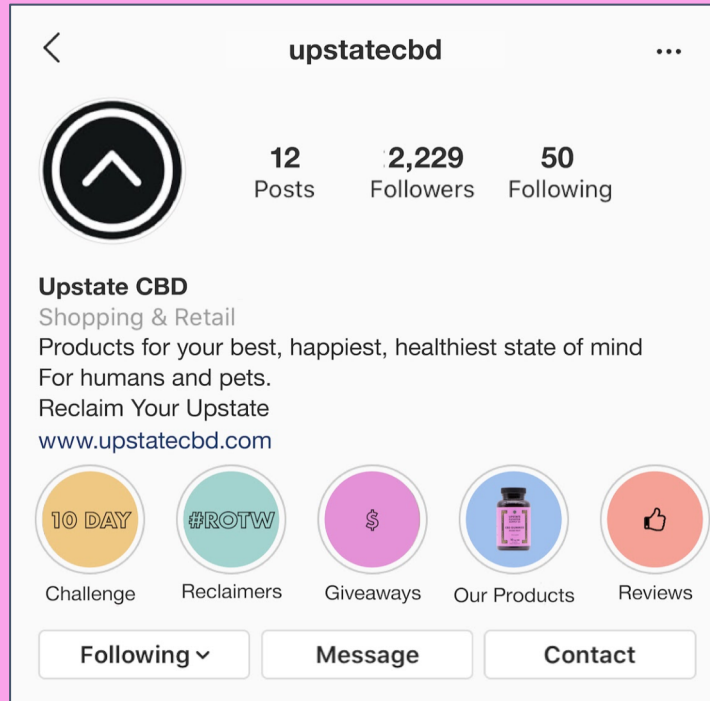 upstatecbd
12 2,229 50
Posts Followers Following
Upstate CBD
Shopping & Retail
Products for your best, happiest, healthiest state of mind
For humans and pets.
Reclaim Your Upstate
www.upstatecbd.com
10 DAY #ROTW $
Challenge Reclaimers Giveaways Our Products Reviews
Following Message Contact